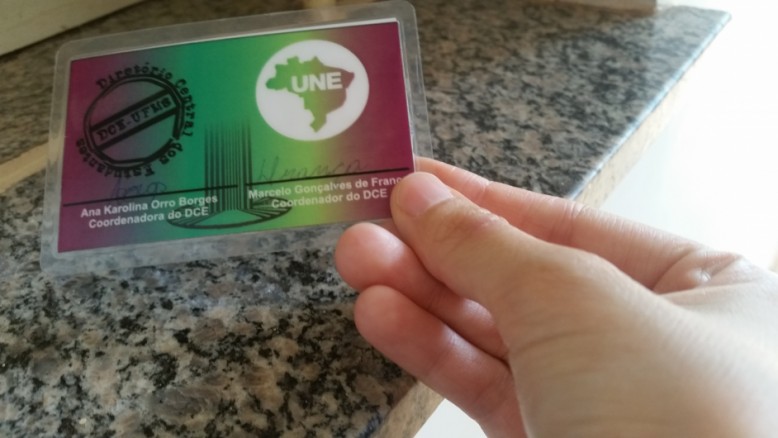 Diretório Central dos Estudantes
DCE-UFMS
UNE
Ana Karolina Orro Borges
Coordenadora do DCE
Marcelo Gonçalves de Franç
Coordenador do DCE